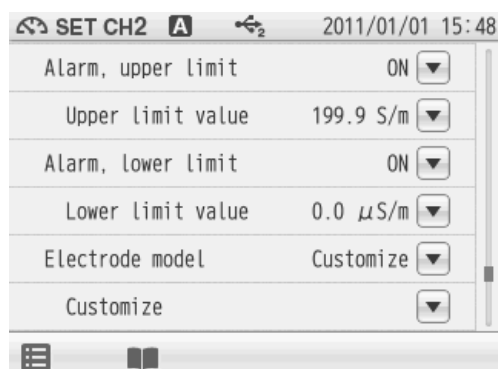 SET CH2 A 2 2011/01/01 15:48
Alarm, upper limit ON
Upper limit value 199.9 S/m
Alarm, lower limit ON
Lower limit value 0.0 μS/m
Electrode model Customize
Customize